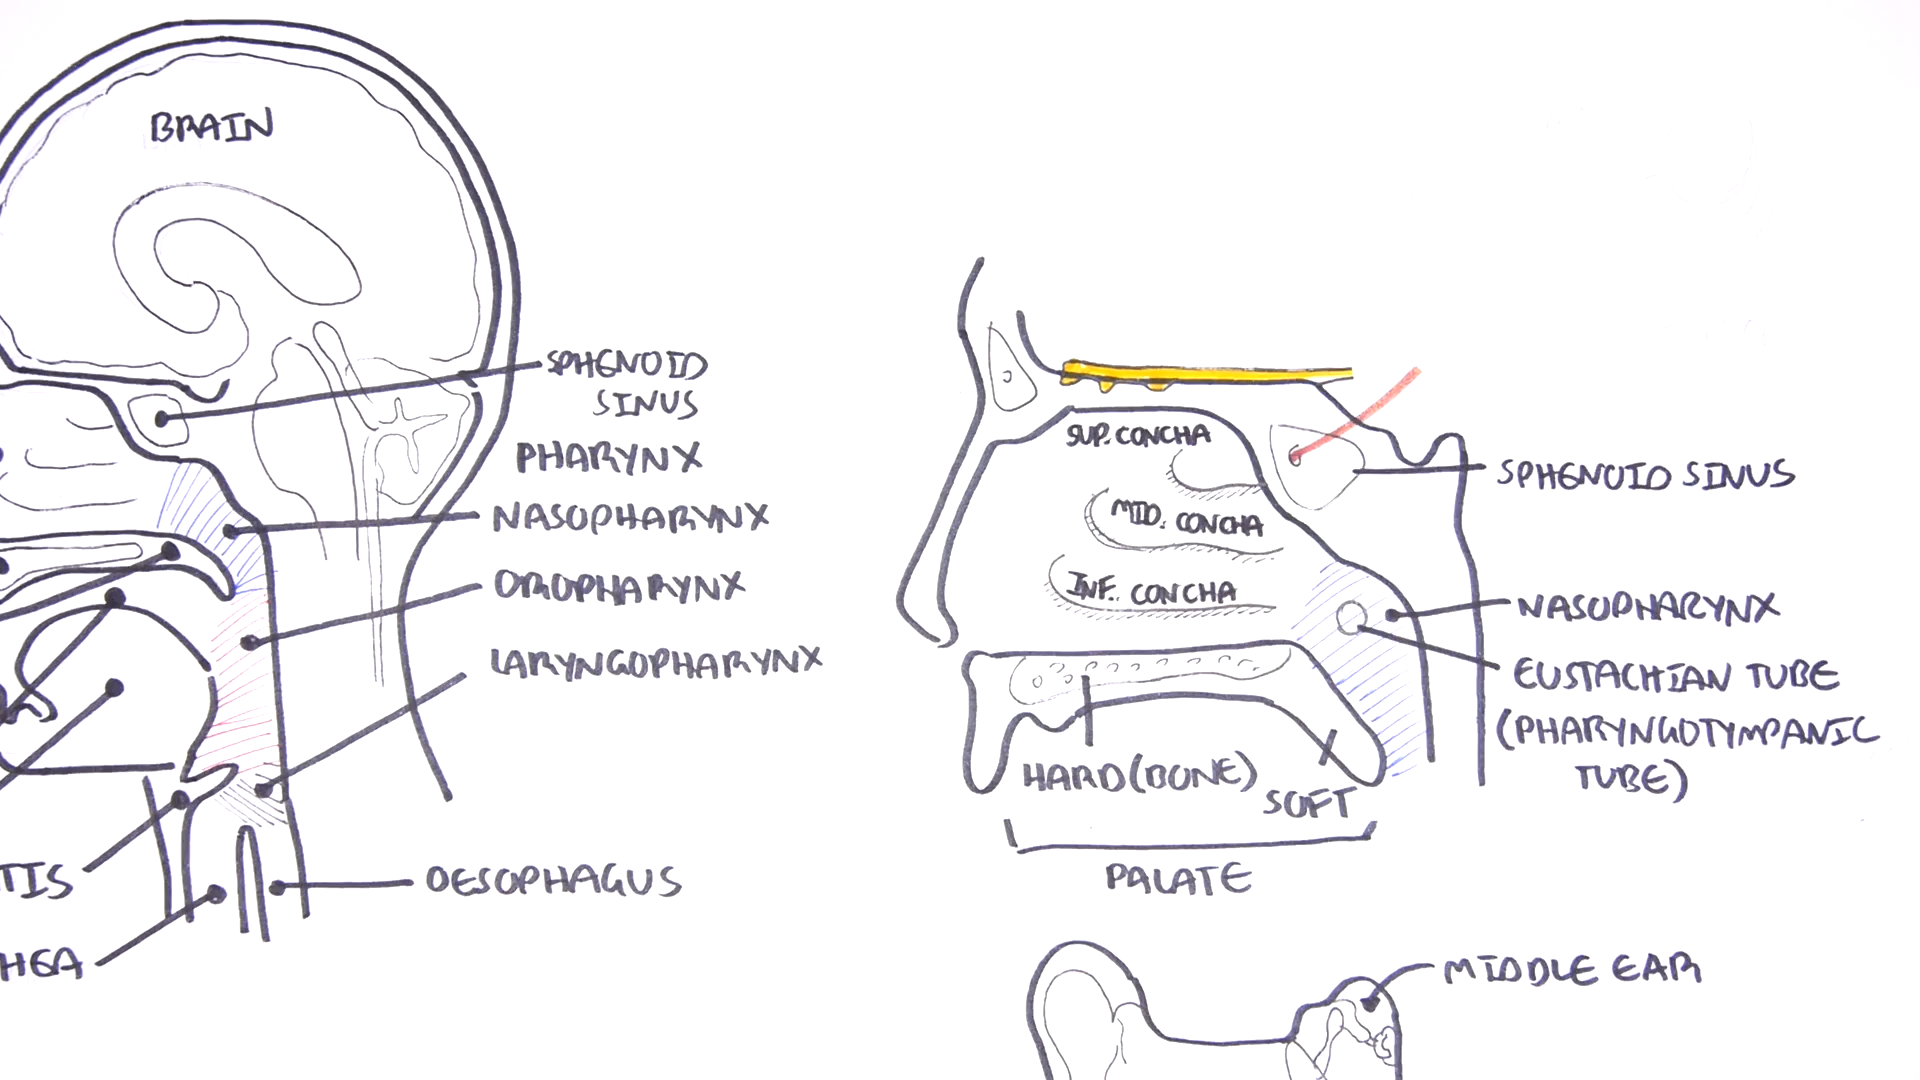 BRAIN
SPHENOID
SINUS
PHARYNX
NASOPHARYNX
OROPHARYNX
LARYNGOPHARYNX
TIS
OESOPHAGUS
HEA
SUP. CONCHA
MID. CONCHA
INF. CONCHA
SPHENOID SINUS
NASOPHARYNX
EUSTACHIAN TUBE
(PHARYNGOTYMPANIC
TUBE)
HARD (BONE)
SOFT
PALATE
MIDDLE EAR